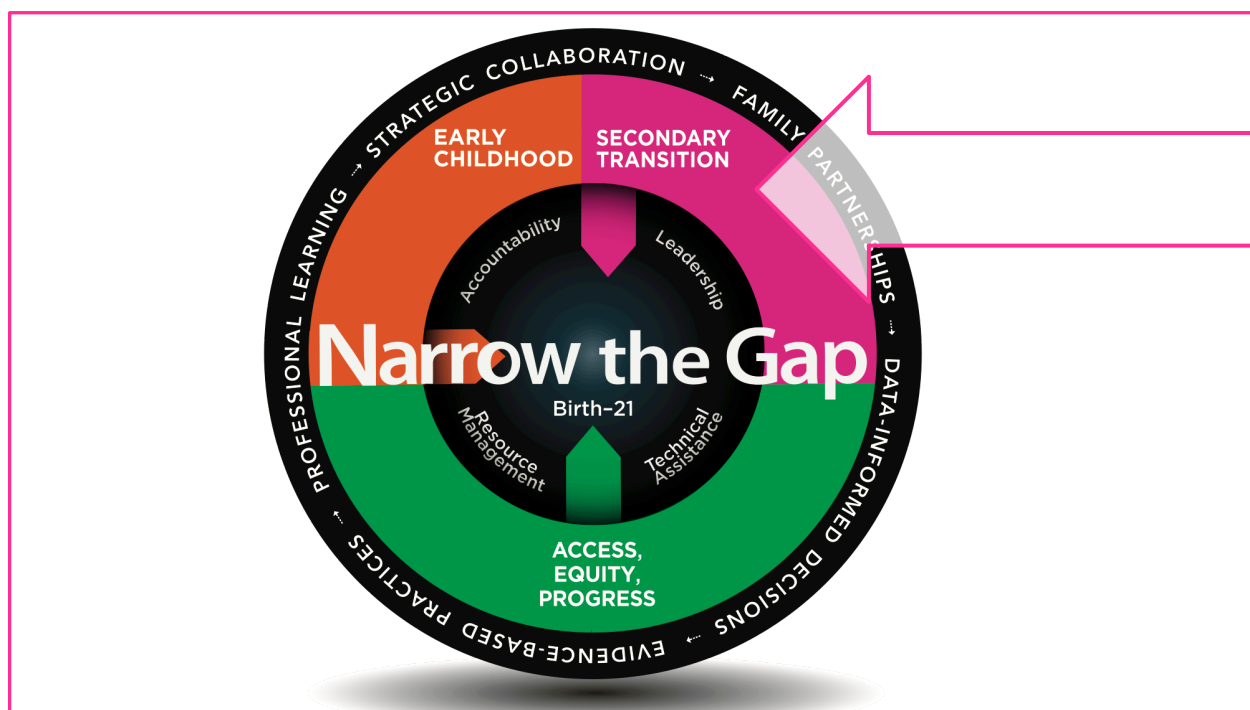 STRATEGIC COLLABORATION → FAMILY PARTNERSHIPS → DATA-INFORMED DECISIONS → EVIDENCE-BASED PRACTICES → PROFESSIONAL LEARNING →
EARLY
CHILDHOOD
SECONDARY
TRANSITION
Accountability
Leadership
Narrow the Gap
Birth–21
Resource
Management
Technical
Assistance
ACCESS,
EQUITY,
PROGRESS